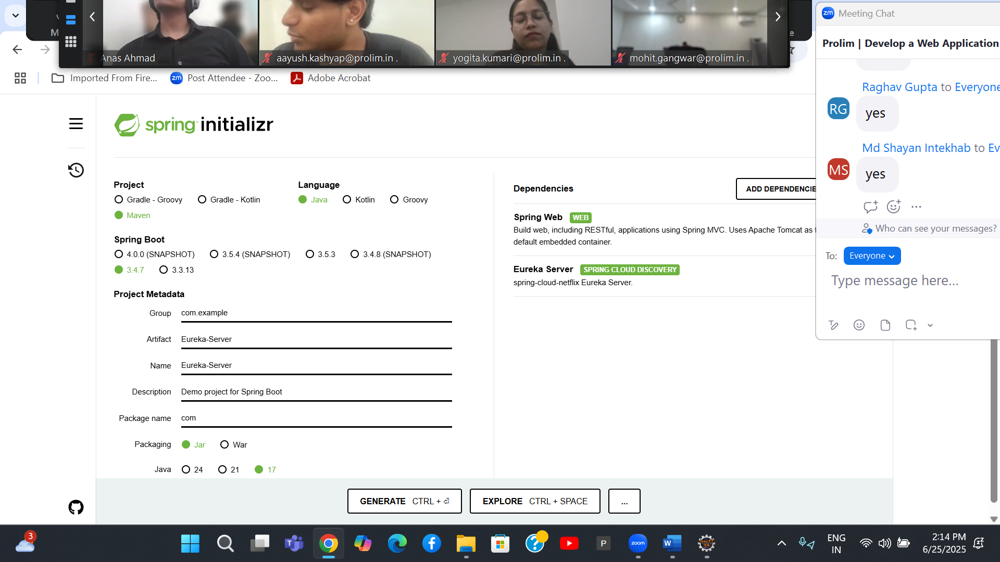 Anas Ahmad
aayush.kashyap@prolim.in .
yogita.kumari@prolim.in .
mohit.gangwar@prolim.in .
M
e
Imported From Fire...
zm
Post Attendee - Zoo...
Adobe Acrobat
spring initializr
Project
Gradle - Groovy
Gradle - Kotlin
Maven
Language
Java
Kotlin
Groovy
Spring Boot
4.0.0 (SNAPSHOT)
3.5.4 (SNAPSHOT)
3.5.3
3.4.8 (SNAPSHOT)
3.4.7
3.3.13
Project Metadata
Group com.example
Artifact Eureka-Server
Name Eureka-Server
Description Demo project for Spring Boot
Package name com
Packaging Jar War
Java 24 21 17
Dependencies
ADD DEPENDENCIE
Spring Web WEB
Build web, including RESTful, applications using Spring MVC. Uses Apache Tomcat as t
default embedded container.
Eureka Server SPRING CLOUD DISCOVERY
spring-cloud-netflix Eureka Server.
GENERATE CTRL + ⏎
EXPLORE CTRL + SPACE
...
zm Meeting Chat
Prolim | Develop a Web Application
Raghav Gupta to Everyone
RG
yes
Md Shayan Intekhab to Ev
MS
yes
Who can see your messages?
To: Everyone
Type message here...
3
T
P
zoom
W
Java EE
IDE
ENG
IN
2:14 PM
6/25/2025